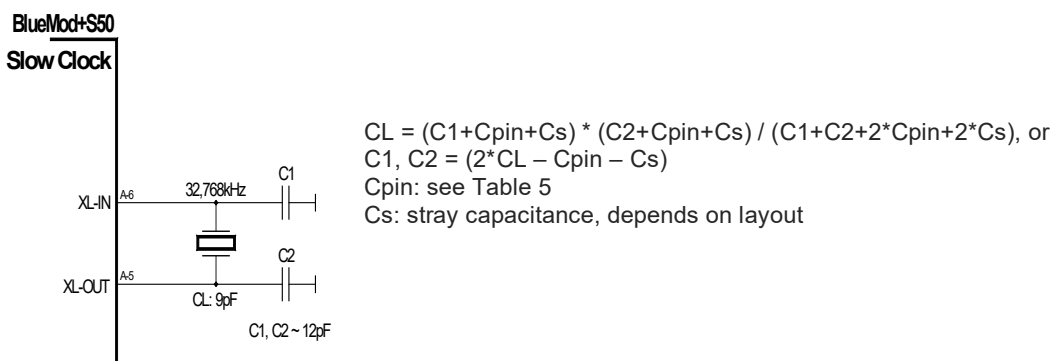 BlueMod+S50
Slow Clock
CL = (C1+Cpin+Cs) * (C2+Cpin+Cs) / (C1+C2+2*Cpin+2*Cs), or
C1, C2 = (2*CL – Cpin – Cs)
Cpin: see Table 5
Cs: stray capacitance, depends on layout
C1
XL-IN A-6 32,768kHz
C2
XL-OUT A-5
CL: 9pF
C1, C2 ~ 12pF